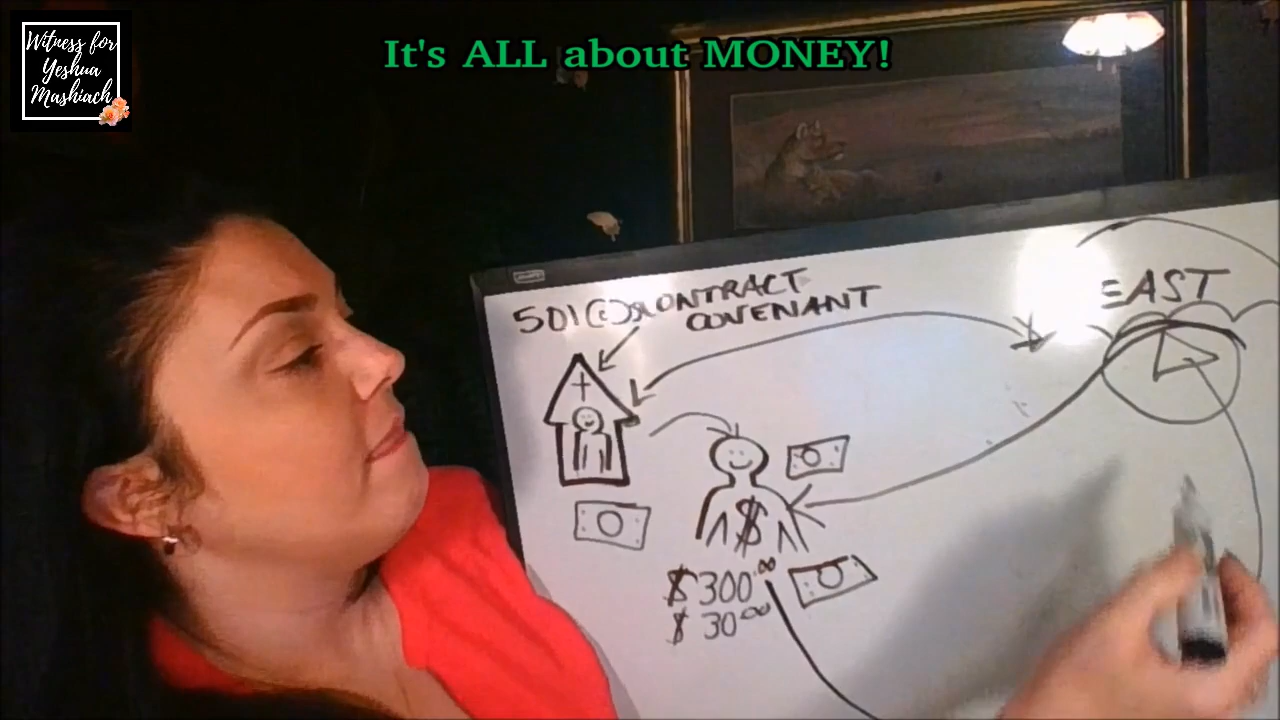 Witness for
Yeshua
Mashiach
It's ALL about MONEY!
501(c)3 CONTRACT
COVENANT
EAST
$
$300.00
$30.00